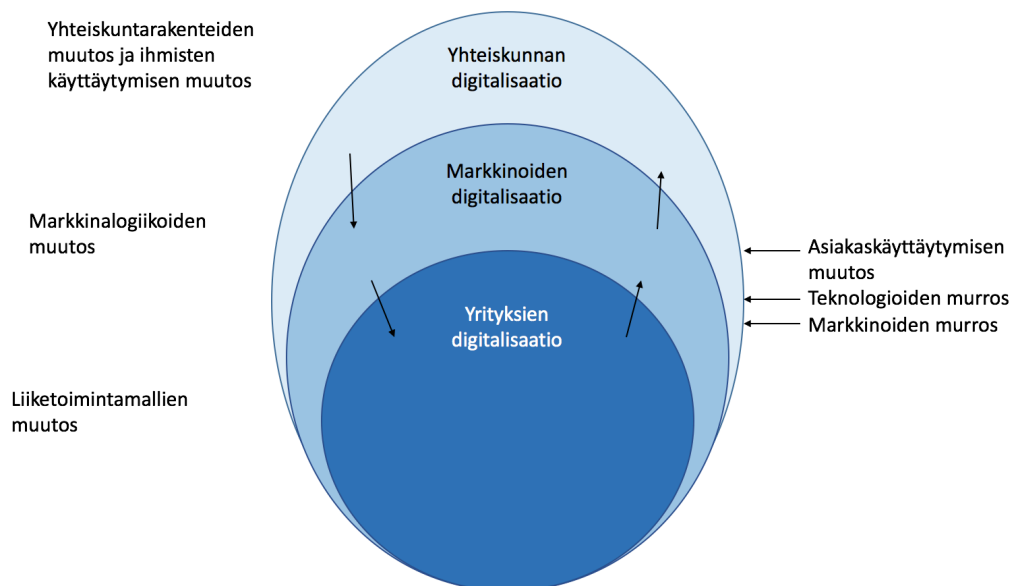 Yhteiskuntarakenteiden
muutos ja ihmisten
käyttäytymisen muutos
Yhteiskunnan
digitalisaatio
Markkinoiden
digitalisaatio
Markkinalogiikoiden
muutos
Asiakaskäyttäytymisen
muutos
Teknologioiden murros
Markkinoiden murros
Yrityksien
digitalisaatio
Liiketoimintamallien
muutos